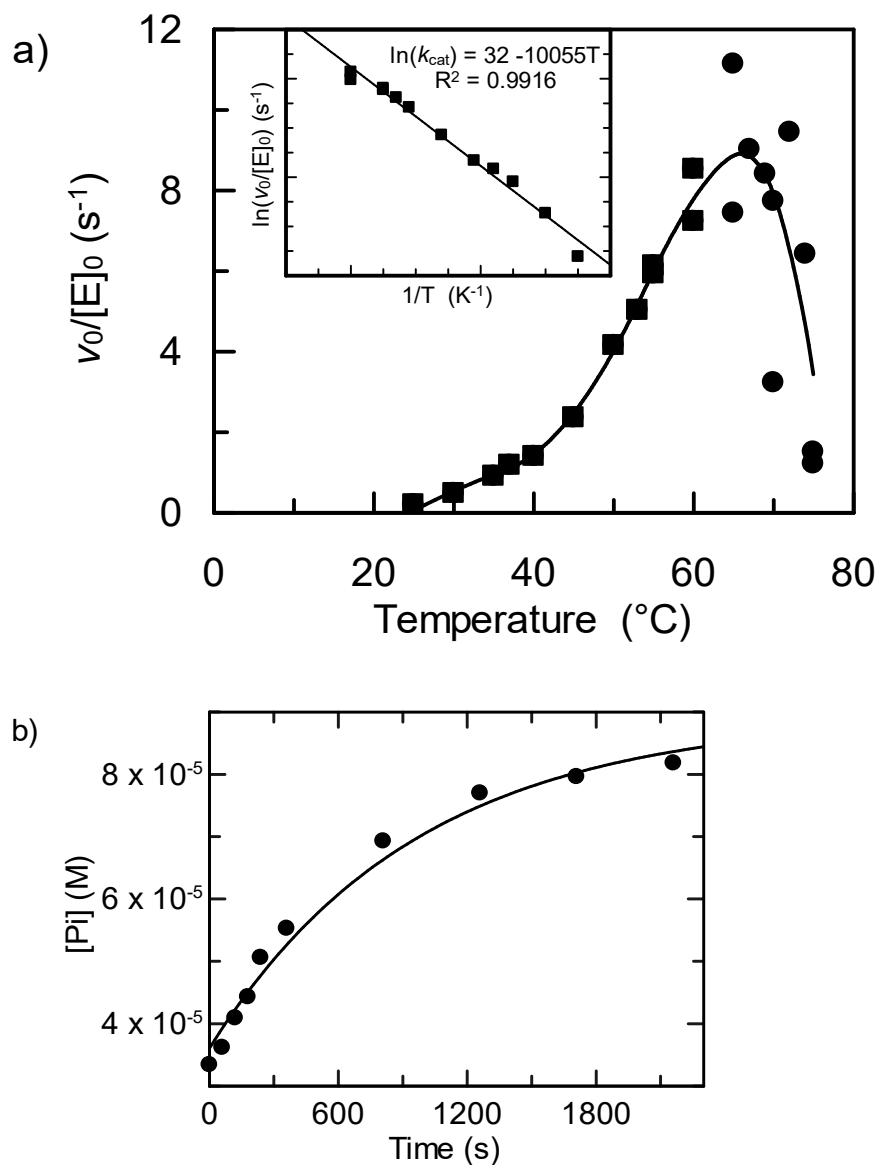 a)
12
8
4
0
v₀/[E]₀ (s⁻¹)
ln(k_cat) = 32 -10055T
R² = 0.9916
ln(v₀/[E]₀) (s⁻¹)
1/T (K⁻¹)
0 20 40 60 80
Temperature (°C)
b)
8 x 10⁻⁵
6 x 10⁻⁵
4 x 10⁻⁵
[Pi] (M)
0 600 1200 1800
Time (s)